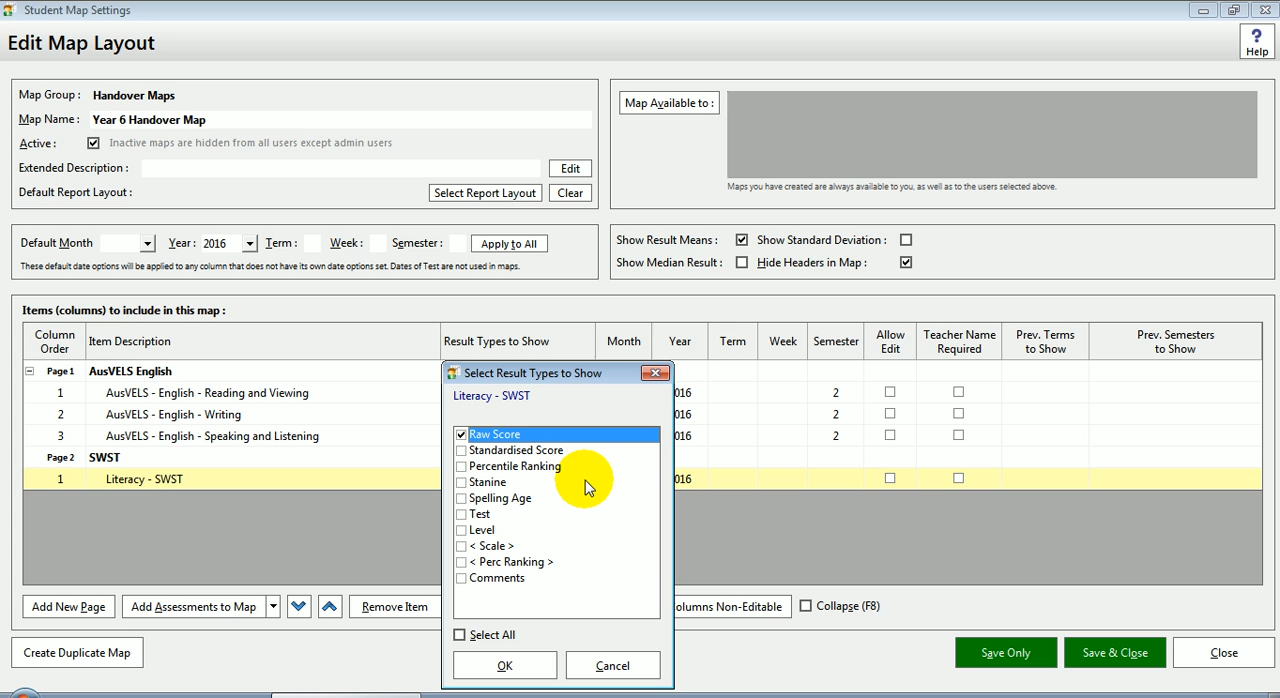 Student Map Settings
Edit Map Layout
?
Help
Map Group : Handover Maps
Map Name : Year 6 Handover Map
Active : Inactive maps are hidden from all users except admin users
Extended Description : Edit
Default Report Layout : Select Report Layout Clear
Map Available to :
Maps you have created are always available to you, as well as to the users selected above.
Default Month Year : 2016 Term : Week : Semester : Apply to All
These default date options will be applied to any column that does not have its own date options set. Dates of Test are not used in maps.
Show Result Means : Show Standard Deviation :
Show Median Result : Hide Headers in Map :
Items (columns) to include in this map :
Column Order Item Description Result Types to Show Month Year Term Week Semester Allow Edit Teacher Name Required Prev. Terms to Show Prev. Semesters to Show
Page 1 AusVELS English
1 AusVELS - English - Reading and Viewing 016 2
2 AusVELS - English - Writing 016 2
3 AusVELS - English - Speaking and Listening 016 2
Page 2 SWST
1 Literacy - SWST 016
Select Result Types to Show
Literacy - SWST
Raw Score
Standardised Score
Percentile Ranking
Stanine
Spelling Age
Test
Level
< Scale >
< Perc Ranking >
Comments
Select All
OK Cancel
Add New Page Add Assessments to Map Remove Item olumns Non-Editable Collapse (F8)
Create Duplicate Map Save Only Save & Close Close